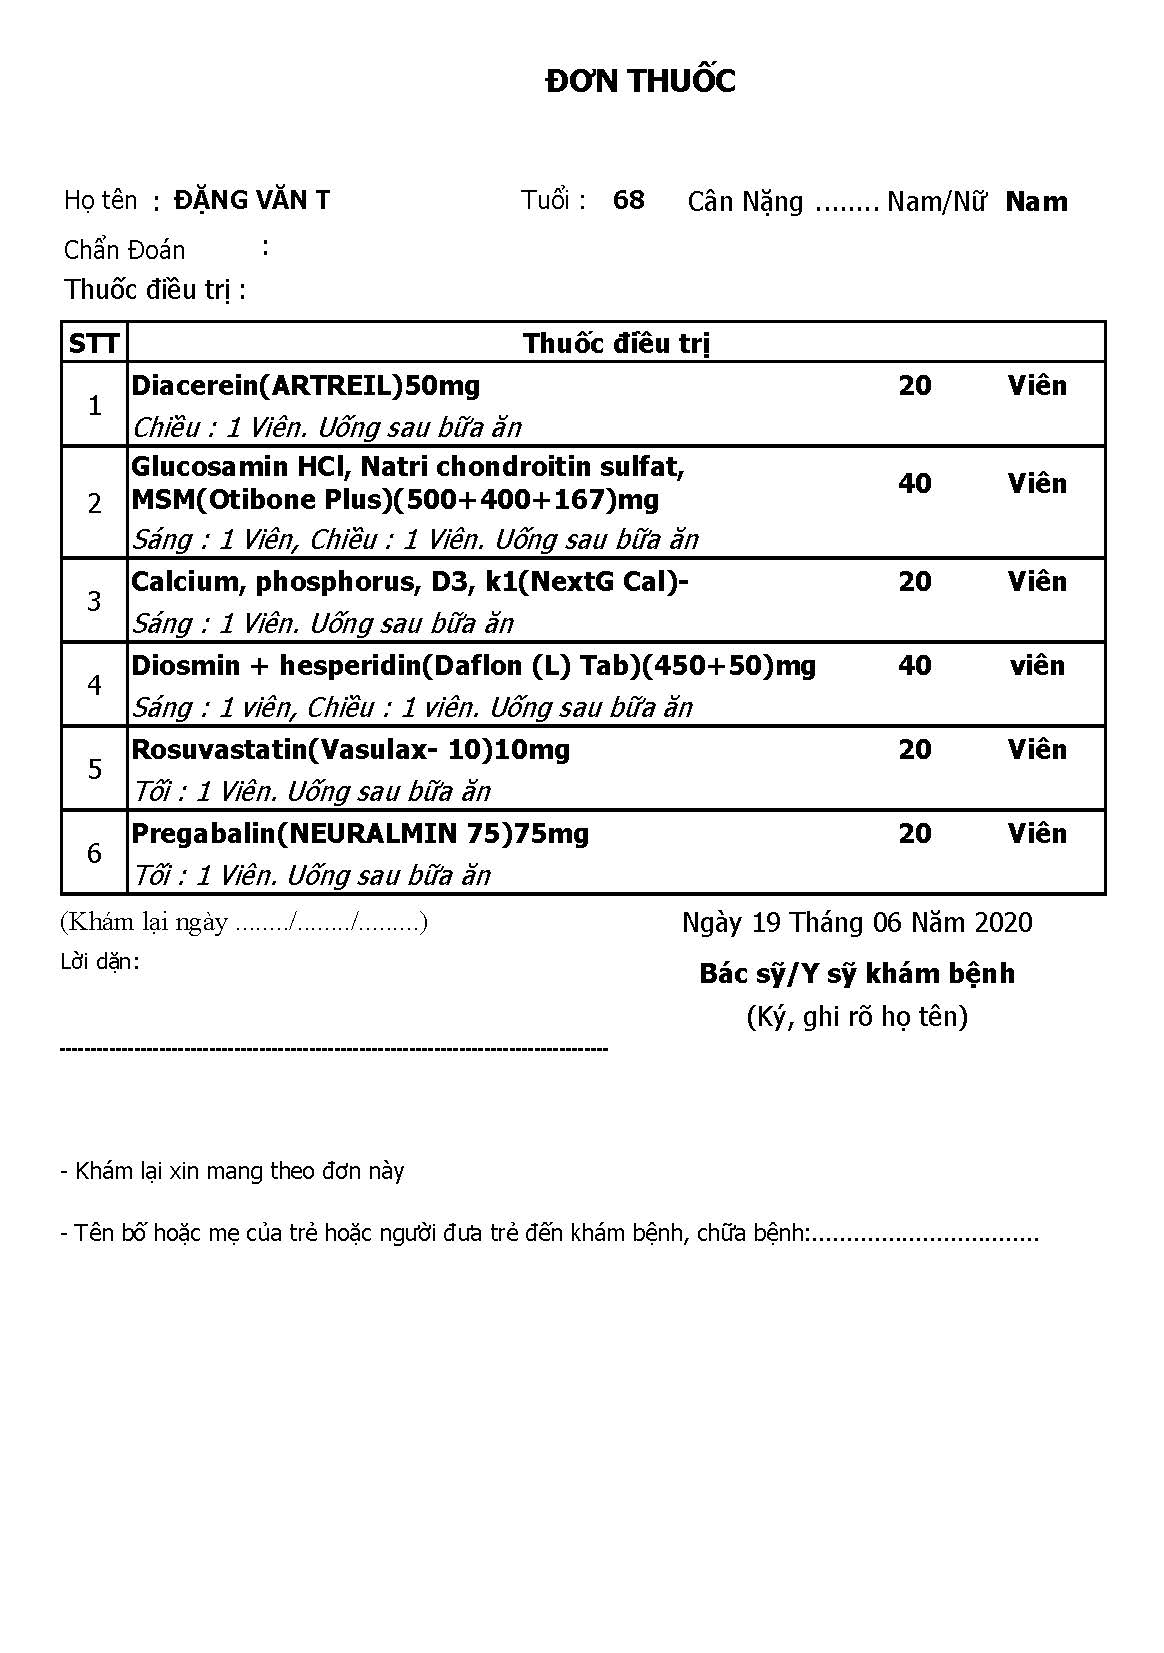 ĐƠN THUỐC
Họ tên : ĐẶNG VĂN T Tuổi : 68 Cân Nặng ........ Nam/Nữ Nam
Chẩn Đoán :
Thuốc điều trị :
STT Thuốc điều trị
1 Diacerein(ARTREIL)50mg 20 Viên
Chiều : 1 Viên. Uống sau bữa ăn
2 Glucosamin HCl, Natri chondroitin sulfat,
MSM(Otibone Plus)(500+400+167)mg 40 Viên
Sáng : 1 Viên, Chiều : 1 Viên. Uống sau bữa ăn
3 Calcium, phosphorus, D3, k1(NextG Cal)- 20 Viên
Sáng : 1 Viên. Uống sau bữa ăn
4 Diosmin + hesperidin(Daflon (L) Tab)(450+50)mg 40 viên
Sáng : 1 viên, Chiều : 1 viên. Uống sau bữa ăn
5 Rosuvastatin(Vasulax- 10)10mg 20 Viên
Tối : 1 Viên. Uống sau bữa ăn
6 Pregabalin(NEURALMIN 75)75mg 20 Viên
Tối : 1 Viên. Uống sau bữa ăn
(Khám lại ngày ......../......../.........) Ngày 19 Tháng 06 Năm 2020
Lời dặn:
Bác sỹ/Y sỹ khám bệnh
(Ký, ghi rõ họ tên)
- Khám lại xin mang theo đơn này
- Tên bố hoặc mẹ của trẻ hoặc người đưa trẻ đến khám bệnh, chữa bệnh:.................................